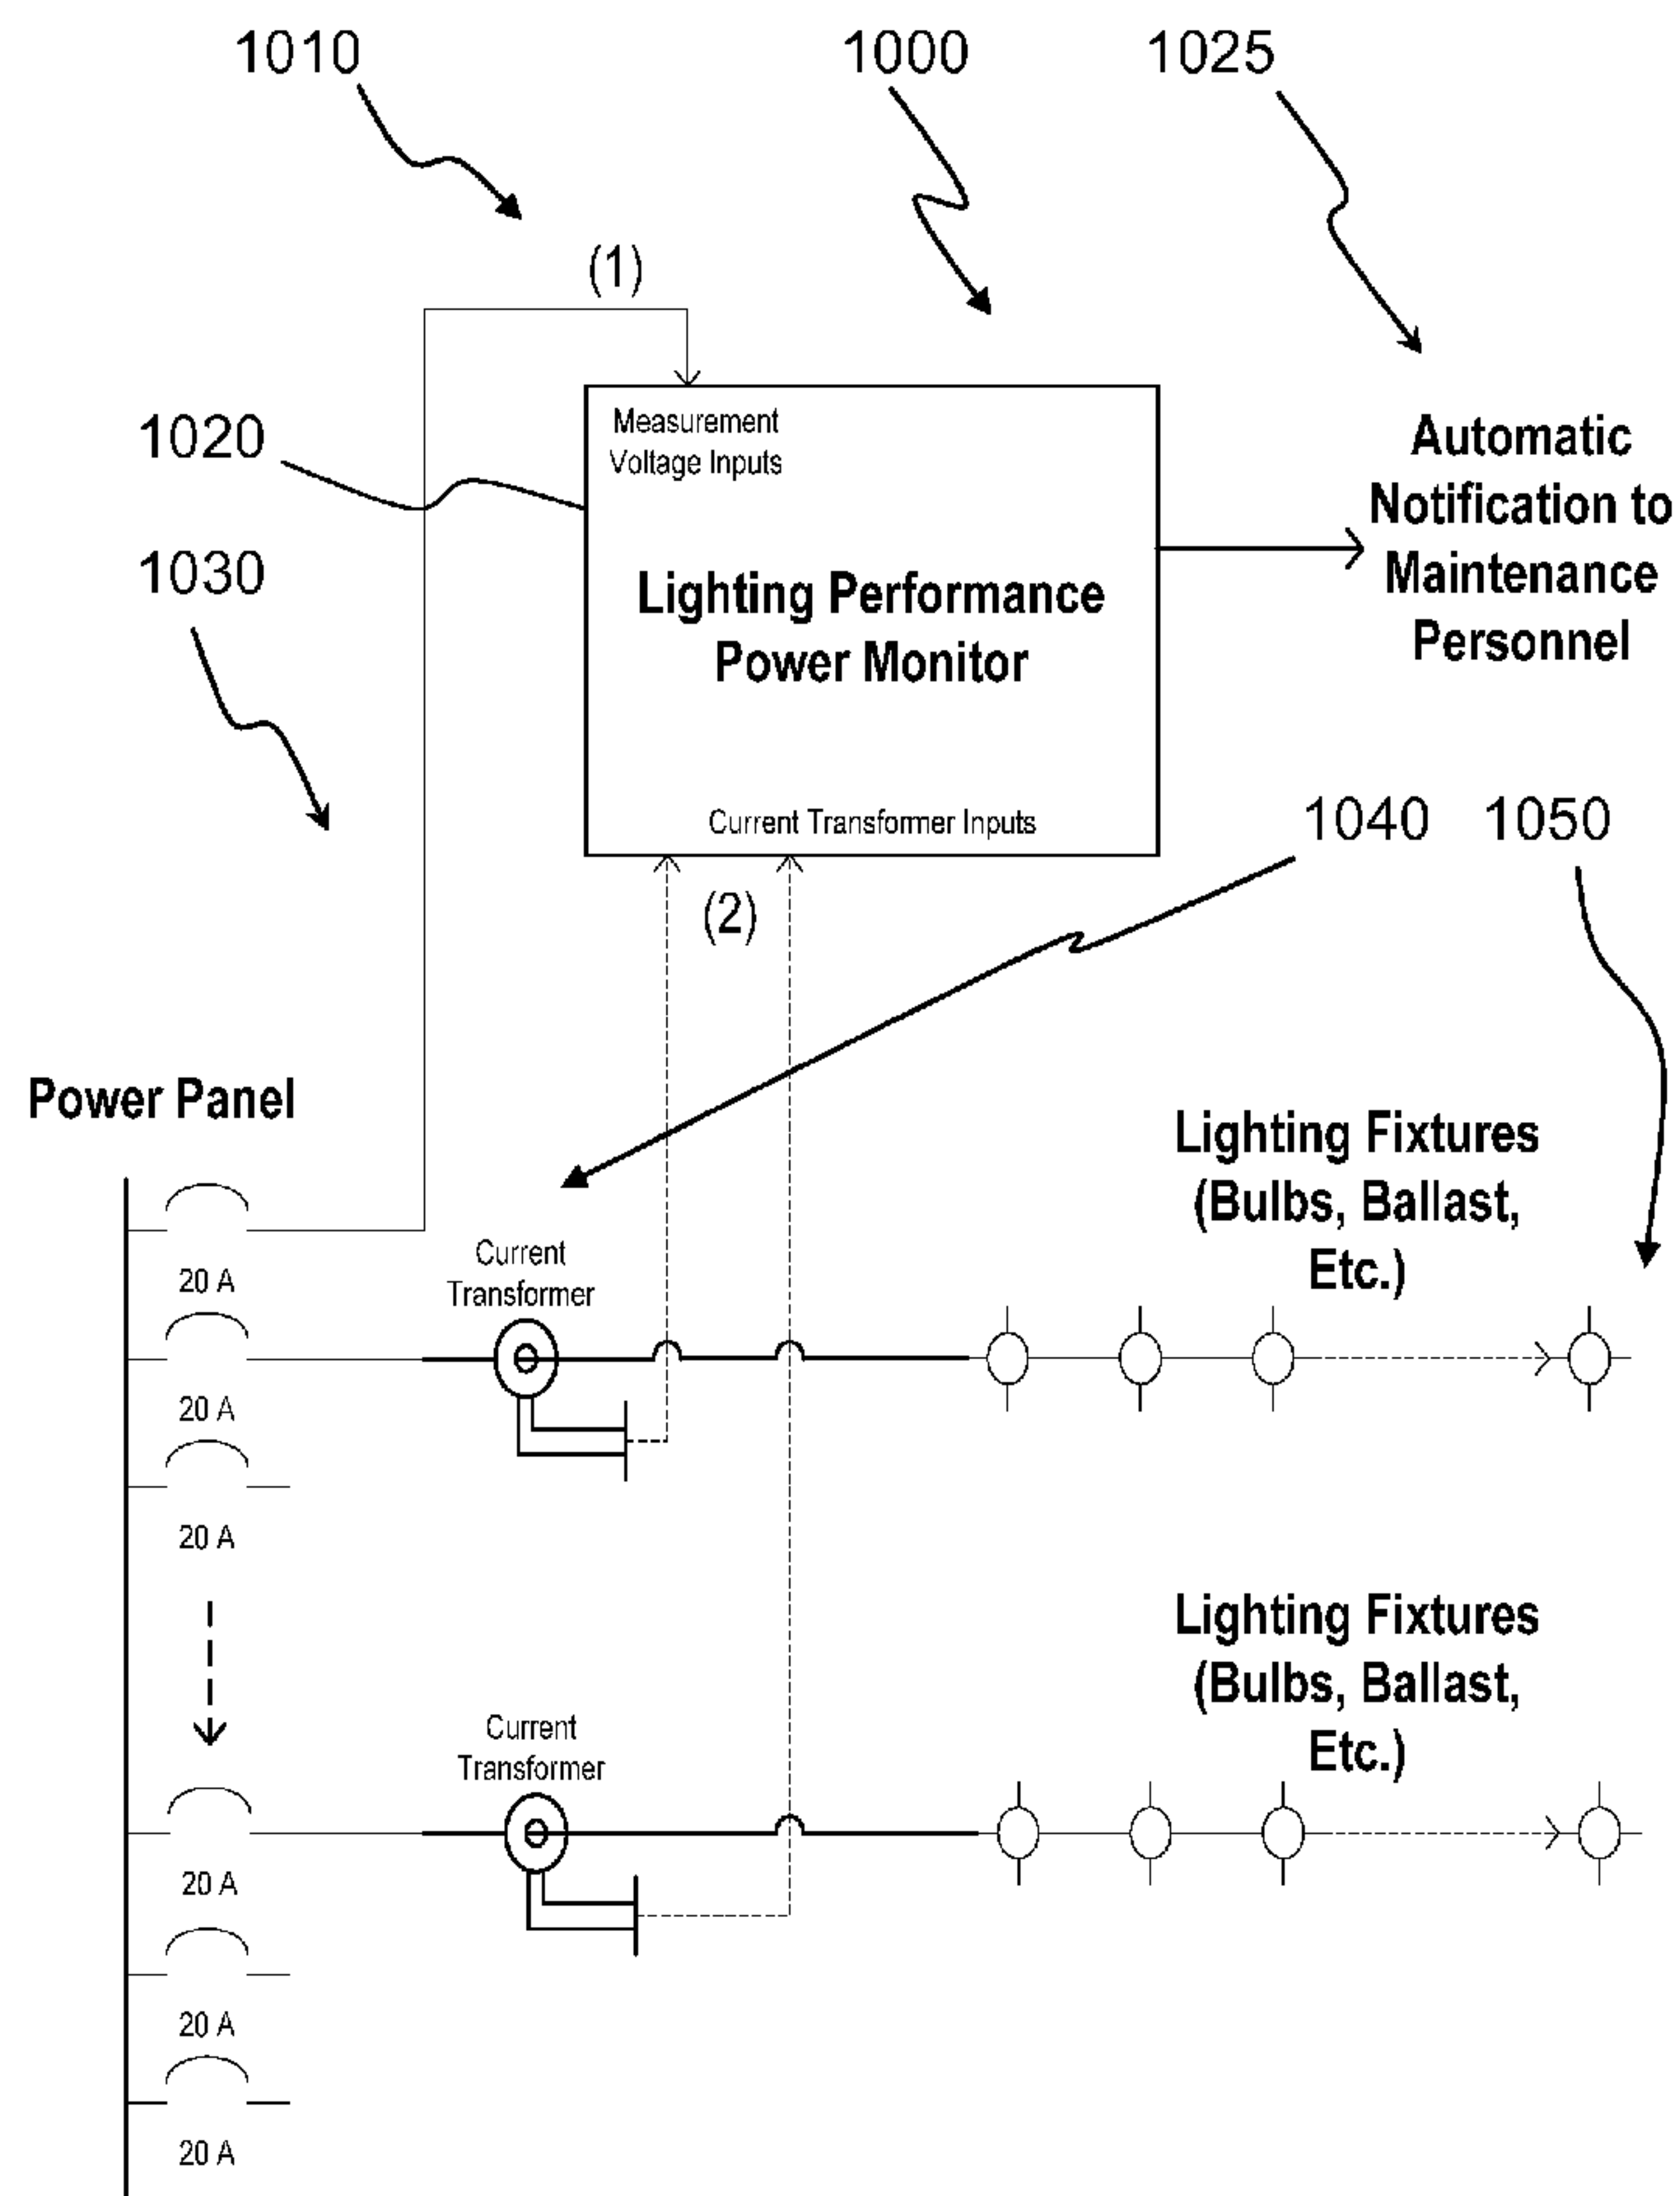 1010
1000
1025
(1)
1020
Measurement
Voltage Inputs
Automatic
Notification to
Maintenance
Personnel
1030
Lighting Performance
Power Monitor
Current Transformer Inputs
1040
1050
(2)
Power Panel
Lighting Fixtures
(Bulbs, Ballast,
Etc.)
20 A
Current
Transformer
20 A
20 A
Lighting Fixtures
(Bulbs, Ballast,
Etc.)
Current
Transformer
20 A
20 A
20 A